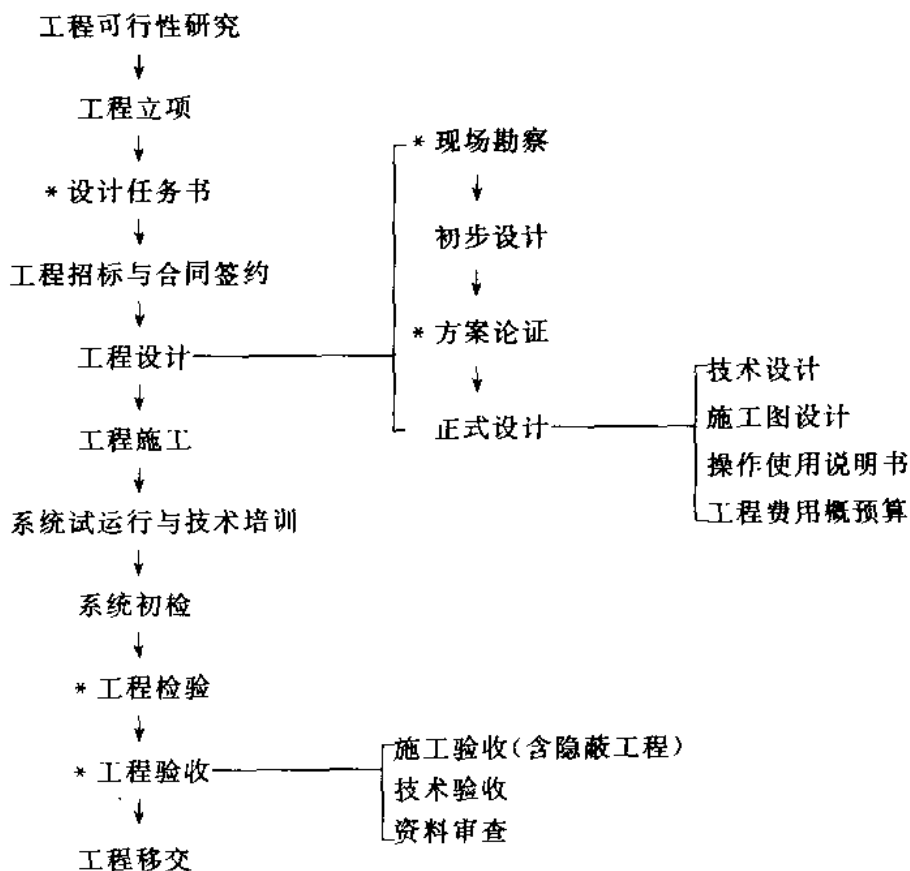 工程可行性研究
工程立项
* 设计任务书
工程招标与合同签约
工程设计
工程施工
系统试运行与技术培训
系统初检
* 工程检验
* 工程验收
工程移交
* 现场勘察
初步设计
* 方案论证
正式设计
技术设计
施工图设计
操作使用说明书
工程费用概预算
施工验收(含隐蔽工程)
技术验收
资料审查